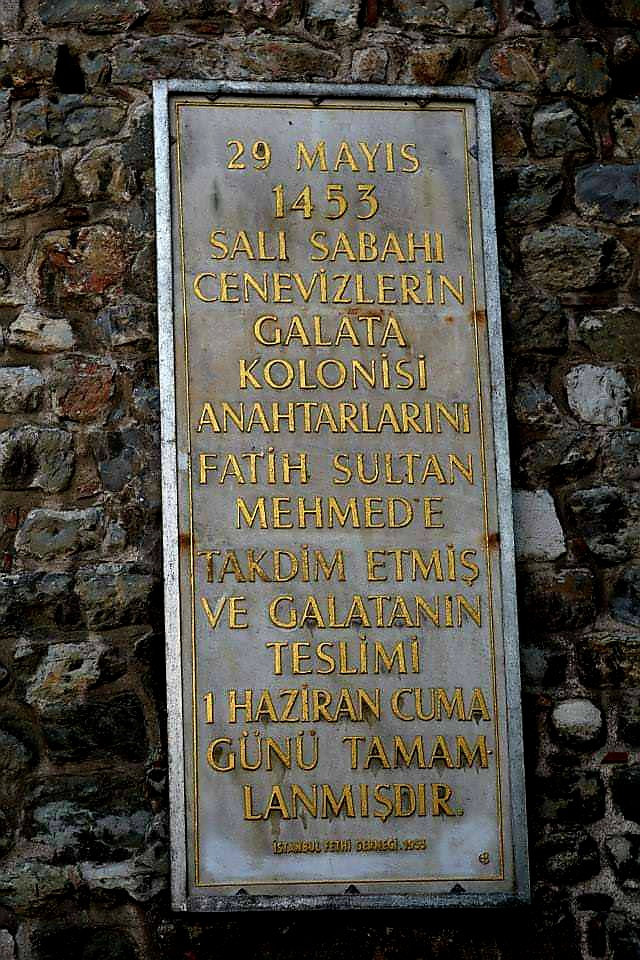 29 MAYIS
1453
SALI SABAHI
CENEVİZLERİN
GALATA
KOLONİSİ
ANAHTARLARINI
FATİH SULTAN
MEHMED'E
TAKDİM ETMİŞ
VE GALATANIN
TESLİMİ
1 HAZİRAN CUMA
GÜNÜ TAMAM-
LANMIŞDIR.
İSTANBUL FETHİ DERNEĞİ. 1953